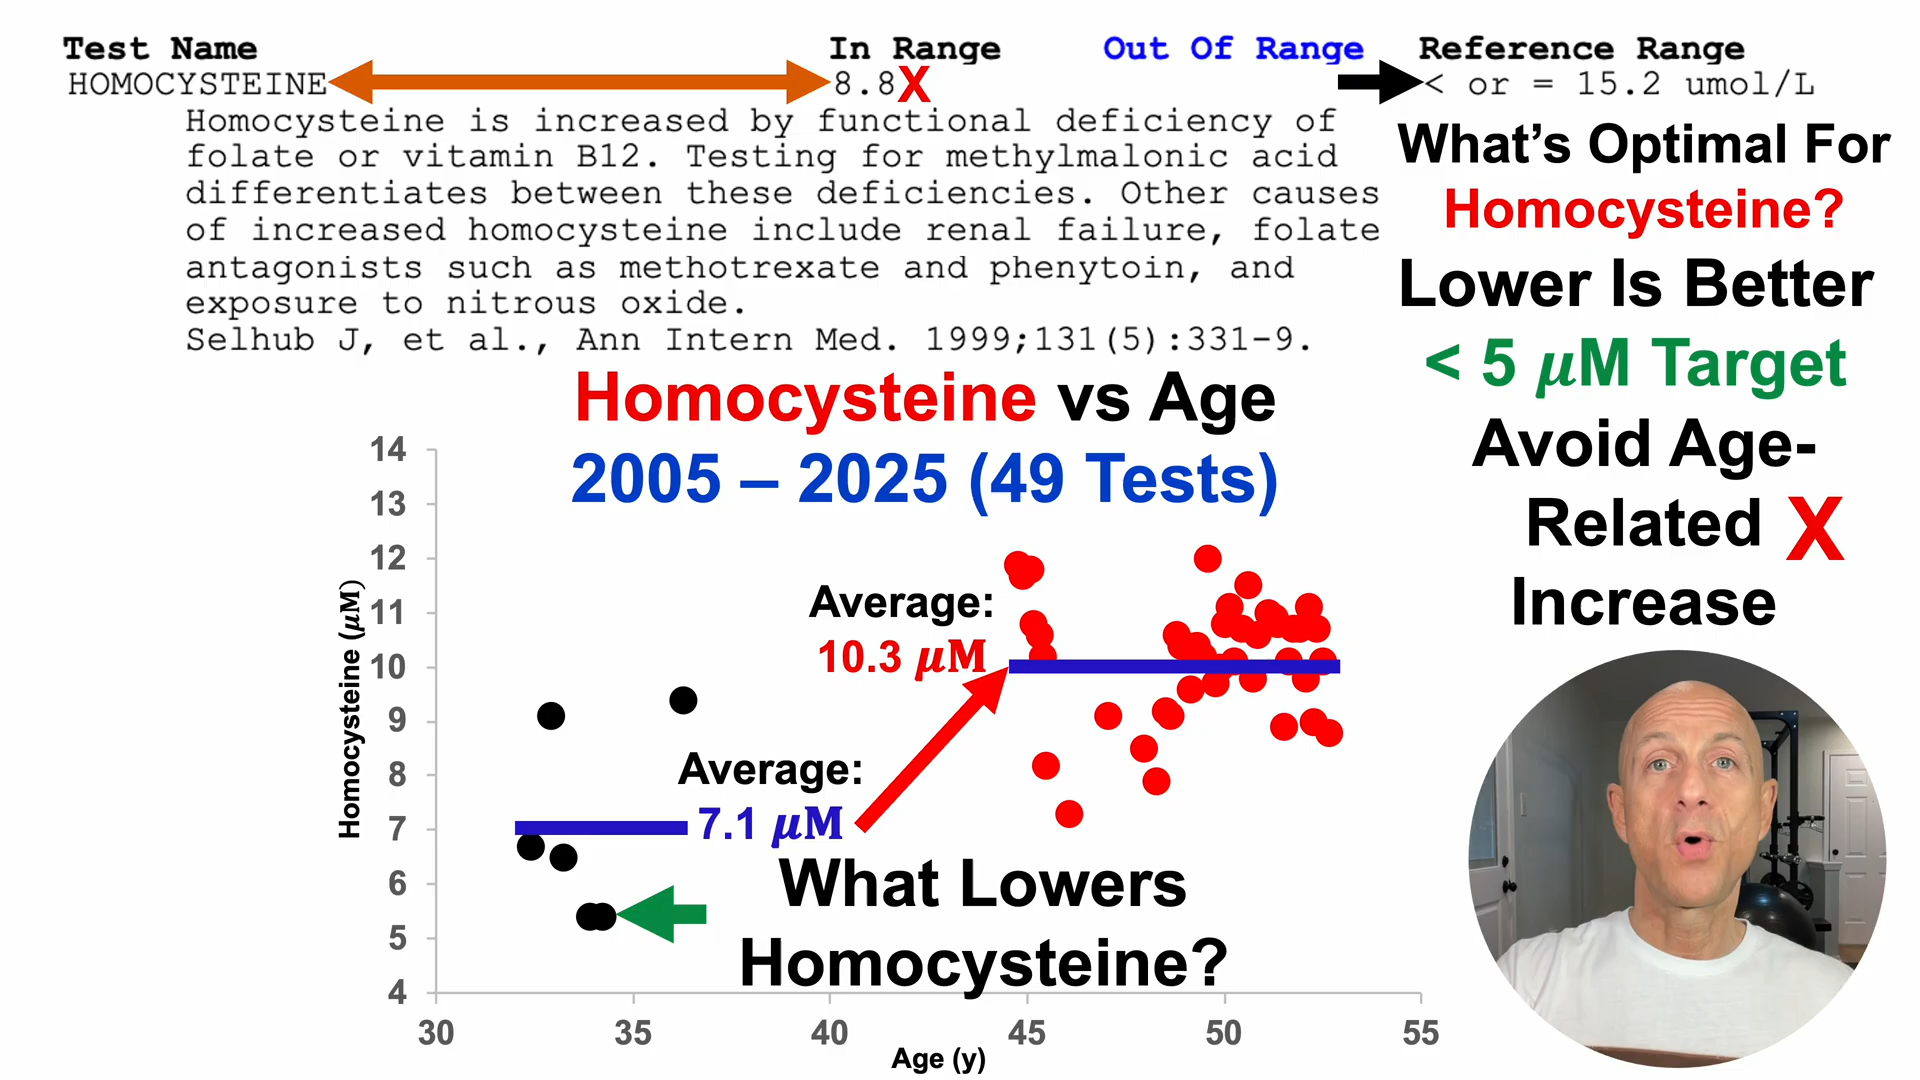 Test Name In Range Out Of Range Reference Range
HOMOCYSTEINE 8.8 X < or = 15.2 umol/L
Homocysteine is increased by functional deficiency of
folate or vitamin B12. Testing for methylmalonic acid
differentiates between these deficiencies. Other causes
of increased homocysteine include renal failure, folate
antagonists such as methotrexate and phenytoin, and
exposure to nitrous oxide.
Selhub J, et al., Ann Intern Med. 1999;131(5):331-9.
What's Optimal For
Homocysteine?
Lower Is Better
< 5 μM Target
Avoid Age-
Related X
Increase
Homocysteine vs Age
2005 – 2025 (49 Tests)
Homocysteine (μM)
14
13
12
11
10
9
8
7
6
5
4
Average:
10.3 μM
Average:
7.1 μM
What Lowers
Homocysteine?
30 35 40 45 50 55
Age (y)